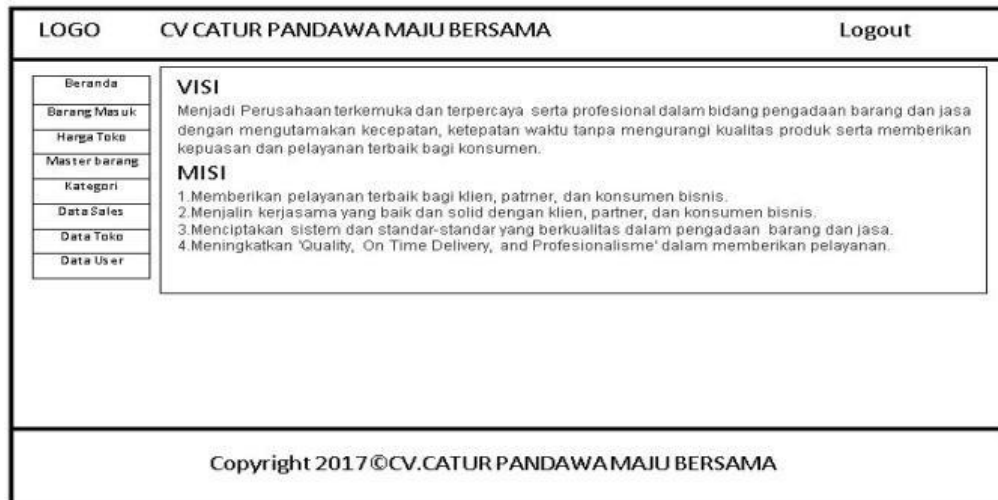 LOGO CV CATUR PANDAWA MAJU BERSAMA Logout
Beranda
Barang Masuk
Harga Toko
Master barang
Kategori
Data Sales
Data Toko
Data User
VISI
Menjadi Perusahaan terkemuka dan terpercaya serta profesional dalam bidang pengadaan barang dan jasa
dengan mengutamakan kecepatan, ketepatan waktu tanpa mengurangi kualitas produk serta memberikan
kepuasan dan pelayanan terbaik bagi konsumen.
MISI
1.Memberikan pelayanan terbaik bagi klien, patrner, dan konsumen bisnis.
2.Menjalin kerjasama yang baik dan solid dengan klien, partner, dan konsumen bisnis.
3.Menciptakan sistem dan standar-standar yang berkualitas dalam pengadaan barang dan jasa.
4.Meningkatkan 'Quality, On Time Delivery, and Profesionalisme' dalam memberikan pelayanan.
Copyright 2017 ©CV.CATUR PANDAWA MAJU BERSAMA